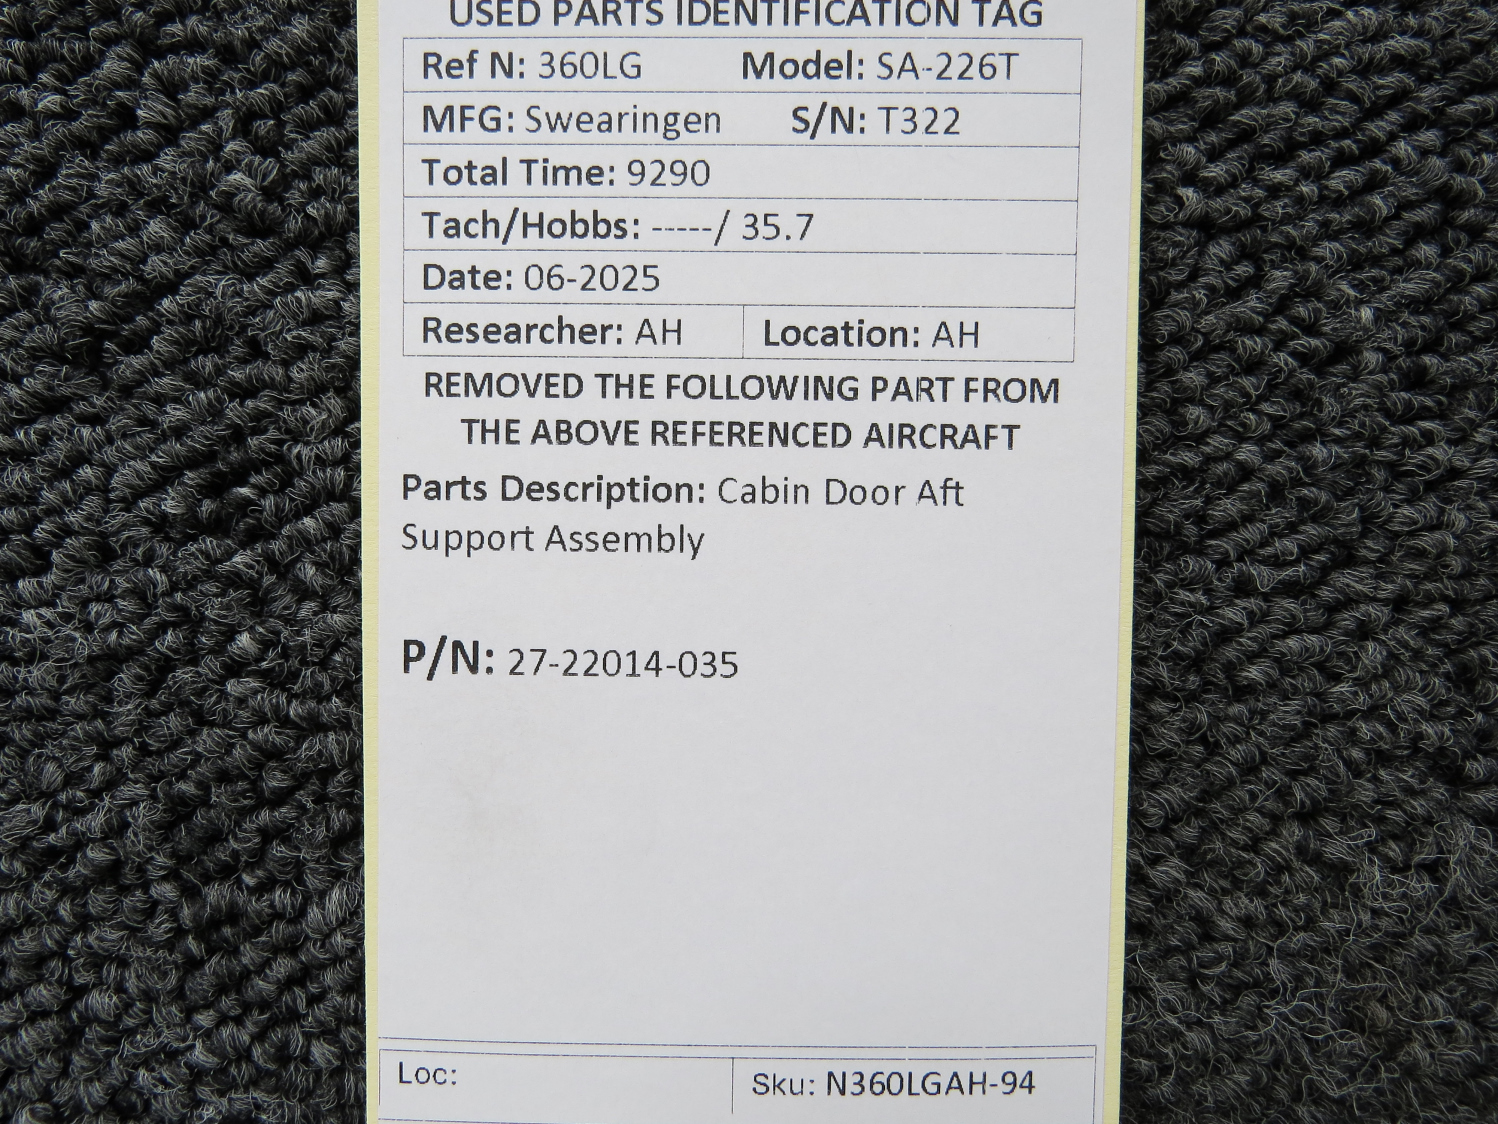 USED PARTS IDENTIFICATION TAG
Ref N: 360LG Model: SA-226T
MFG: Swearingen S/N: T322
Total Time: 9290
Tach/Hobbs: -----/ 35.7
Date: 06-2025
Researcher: AH Location: AH
REMOVED THE FOLLOWING PART FROM
THE ABOVE REFERENCED AIRCRAFT
Parts Description: Cabin Door Aft
Support Assembly
P/N: 27-22014-035
Loc: Sku: N360LGAH-94